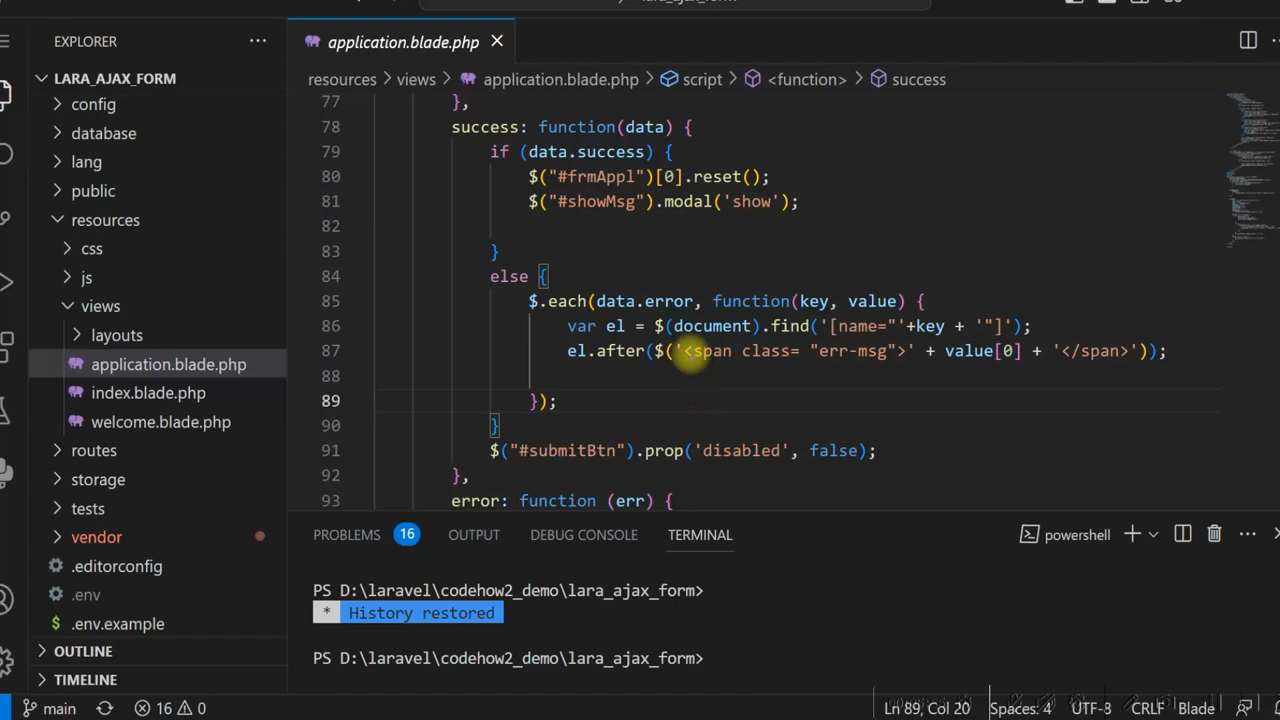 lara_ajax_form
EXPLORER
LARA_AJAX_FORM
config
database
lang
public
resources
css
js
views
layouts
application.blade.php
index.blade.php
welcome.blade.php
routes
storage
tests
vendor
.editorconfig
.env
$ .env.example
OUTLINE
TIMELINE
application.blade.php
resources > views > application.blade.php > script > <function> > success
77 },
78 success: function(data) {
79 if (data.success) {
80 $("#frmAppl")[0].reset();
81 $("#showMsg").modal('show');
82
83 }
84 else {
85 $.each(data.error, function(key, value) {
86 var el = $(document).find('[name="'+key + '"]');
87 el.after($('<span class= "err-msg">' + value[0] + '</span>'));
88
89 });
90 }
91 $("#submitBtn").prop('disabled', false);
92 },
93 error: function (err) {
PROBLEMS 16 OUTPUT DEBUG CONSOLE TERMINAL powershell
PS D:\laravel\codehow2_demo\lara_ajax_form>
* History restored
PS D:\laravel\codehow2_demo\lara_ajax_form>
main 16 0 Ln 89, Col 20 Spaces: 4 UTF-8 CRLF Blade